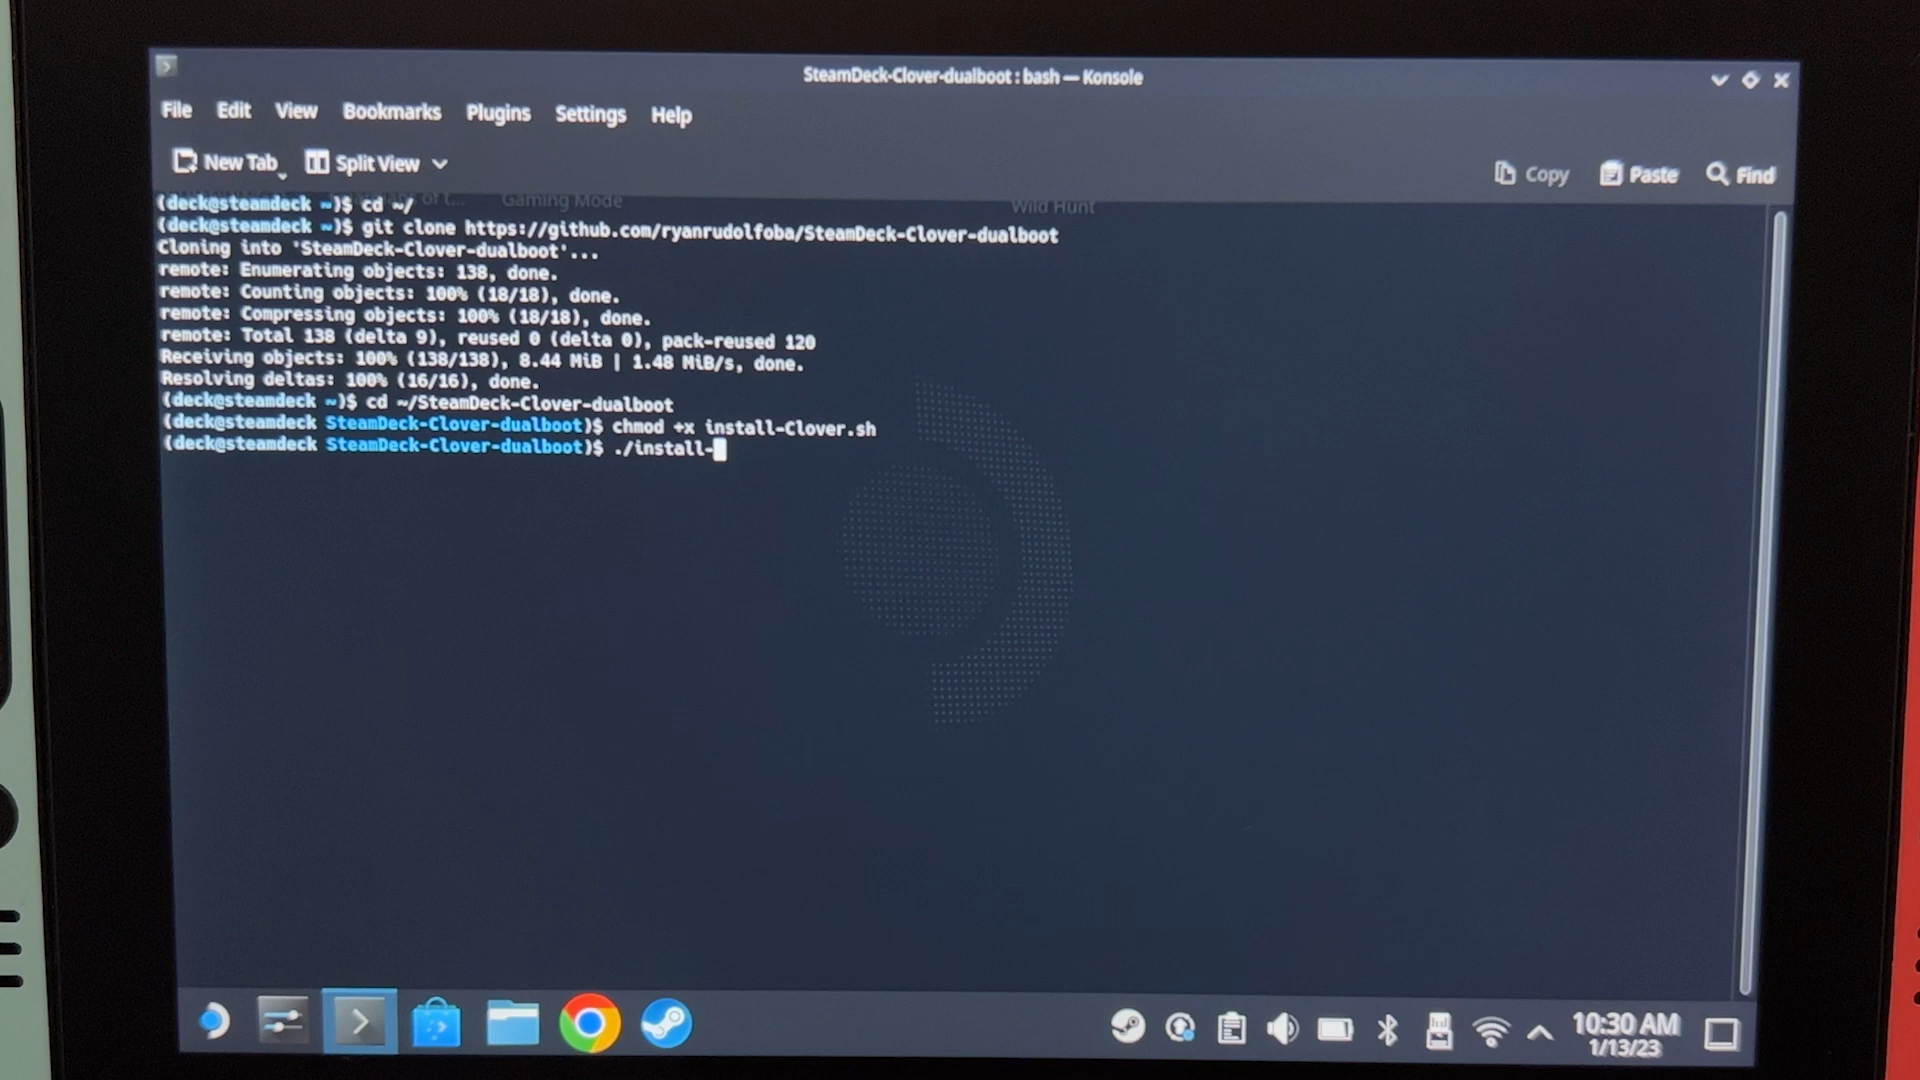 SteamDeck-Clover-dualboot : bash — Konsole
File Edit View Bookmarks Plugins Settings Help
New Tab Split View Copy Paste Find
Gaming Mode Wild Hunt
(deck@steamdeck ~)$ cd ~/
(deck@steamdeck ~)$ git clone https://github.com/ryanrudolfoba/SteamDeck-Clover-dualboot
Cloning into 'SteamDeck-Clover-dualboot'...
remote: Enumerating objects: 138, done.
remote: Counting objects: 100% (18/18), done.
remote: Compressing objects: 100% (18/18), done.
remote: Total 138 (delta 9), reused 0 (delta 0), pack-reused 120
Receiving objects: 100% (138/138), 8.44 MiB | 1.48 MiB/s, done.
Resolving deltas: 100% (16/16), done.
(deck@steamdeck ~)$ cd ~/SteamDeck-Clover-dualboot
(deck@steamdeck SteamDeck-Clover-dualboot)$ chmod +x install-Clover.sh
(deck@steamdeck SteamDeck-Clover-dualboot)$ ./install-
10:30 AM
1/13/23